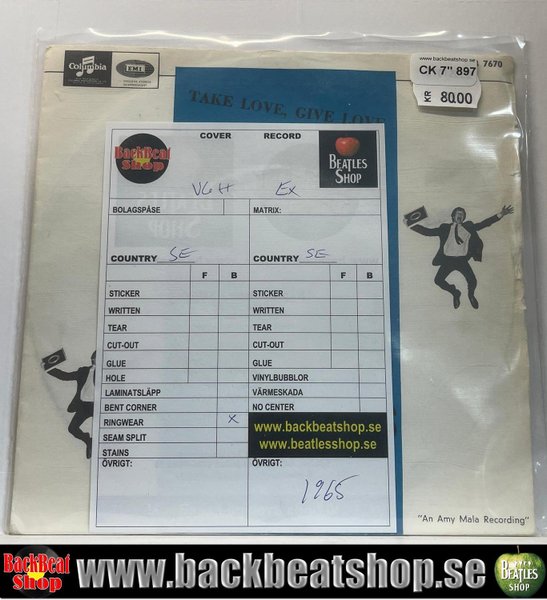 Columbia
EMI
www.backbeatshop.se
CK 7" 897
KR 80.00
7670
TAKE LOVE, GIVE LOVE
BackBeat Shop
COVER RECORD
BEATLES SHOP
VG++ EX
BOLAGSPÅSE MATRIX:
COUNTRY SE COUNTRY SE
F B F B
STICKER STICKER
WRITTEN WRITTEN
TEAR TEAR
CUT-OUT CUT-OUT
GLUE GLUE
HOLE VINYLBUBBLOR
LAMINATSLÄPP VÄRMESKADA
BENT CORNER NO CENTER
RINGWEAR X
SEAM SPLIT
STAINS
www.backbeatshop.se
www.beatlesshop.se
ÖVRIGT: ÖVRIGT:
1965
"An Amy Mala Recording"
BackBeat Shop
www.backbeatshop.se
BEATLES SHOP